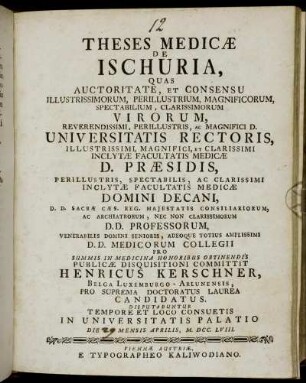 12
THESES MEDICÆ
DE
ISCHURIA,
QUAS
AUCTORITATE, ET CONSENSU
ILLUSTRISSIMORUM, PERILLUSTRIUM, MAGNIFICORUM,
SPECTABILIUM, CLARISSIMORUM
VIRORUM,
REVERENDISSIMI, PERILLUSTRIS, AC MAGNIFICI D.
UNIVERSITATIS RECTORIS,
ILLUSTRISSIMI, MAGNIFICI, ET CLARISSIMI
INCLYTÆ FACULTATIS MEDICÆ
D. PRÆSIDIS,
PERILLUSTRIS, SPECTABILIS, AC CLARISSIMI
INCLYTÆ FACULTATIS MEDICÆ
DOMINI DECANI,
D. D. SACRÆ CÆS. REG. MAJESTATIS CONSILIARIORUM,
AC ARCHIATRORUM, NEC NON CLARISSIMORUM
D.D. PROFESSORUM,
VENERABILIS DOMINI SENIORIS, ADEOQUE TOTIUS AMPLISSIMI
D.D. MEDICORUM COLLEGII
PRO
SUMMIS IN MEDICINA HONORIBUS OBTINENDIS
PUBLICÆ DISQUISITIONI COMMITTIT
HENRICUS KERSCHNER,
BELGA LUXEMBURGO-ARLUNENSIS,
PRO SUPREMA DOCTORATUS LAUREA
CANDIDATUS.
DISPUTABUNTUR
TEMPORE ET LOCO CONSUETIS
IN UNIVERSITATIS PALATIO
DIE MENSIS APRILIS, M. DCC. LVIII.
VIENNÆ AUSTRIÆ,
E TYPOGRAPHEO KALIWODIANO.